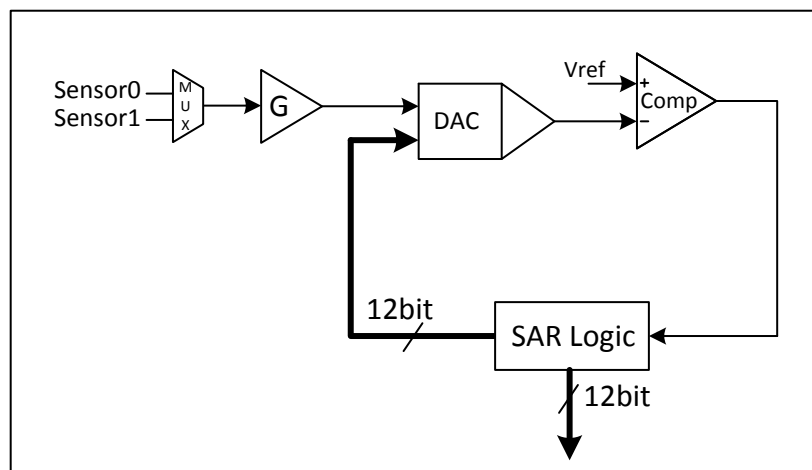 Sensor0
Sensor1
M
U
X
G
DAC
Vref
+
Comp
−
12bit
SAR Logic
12bit